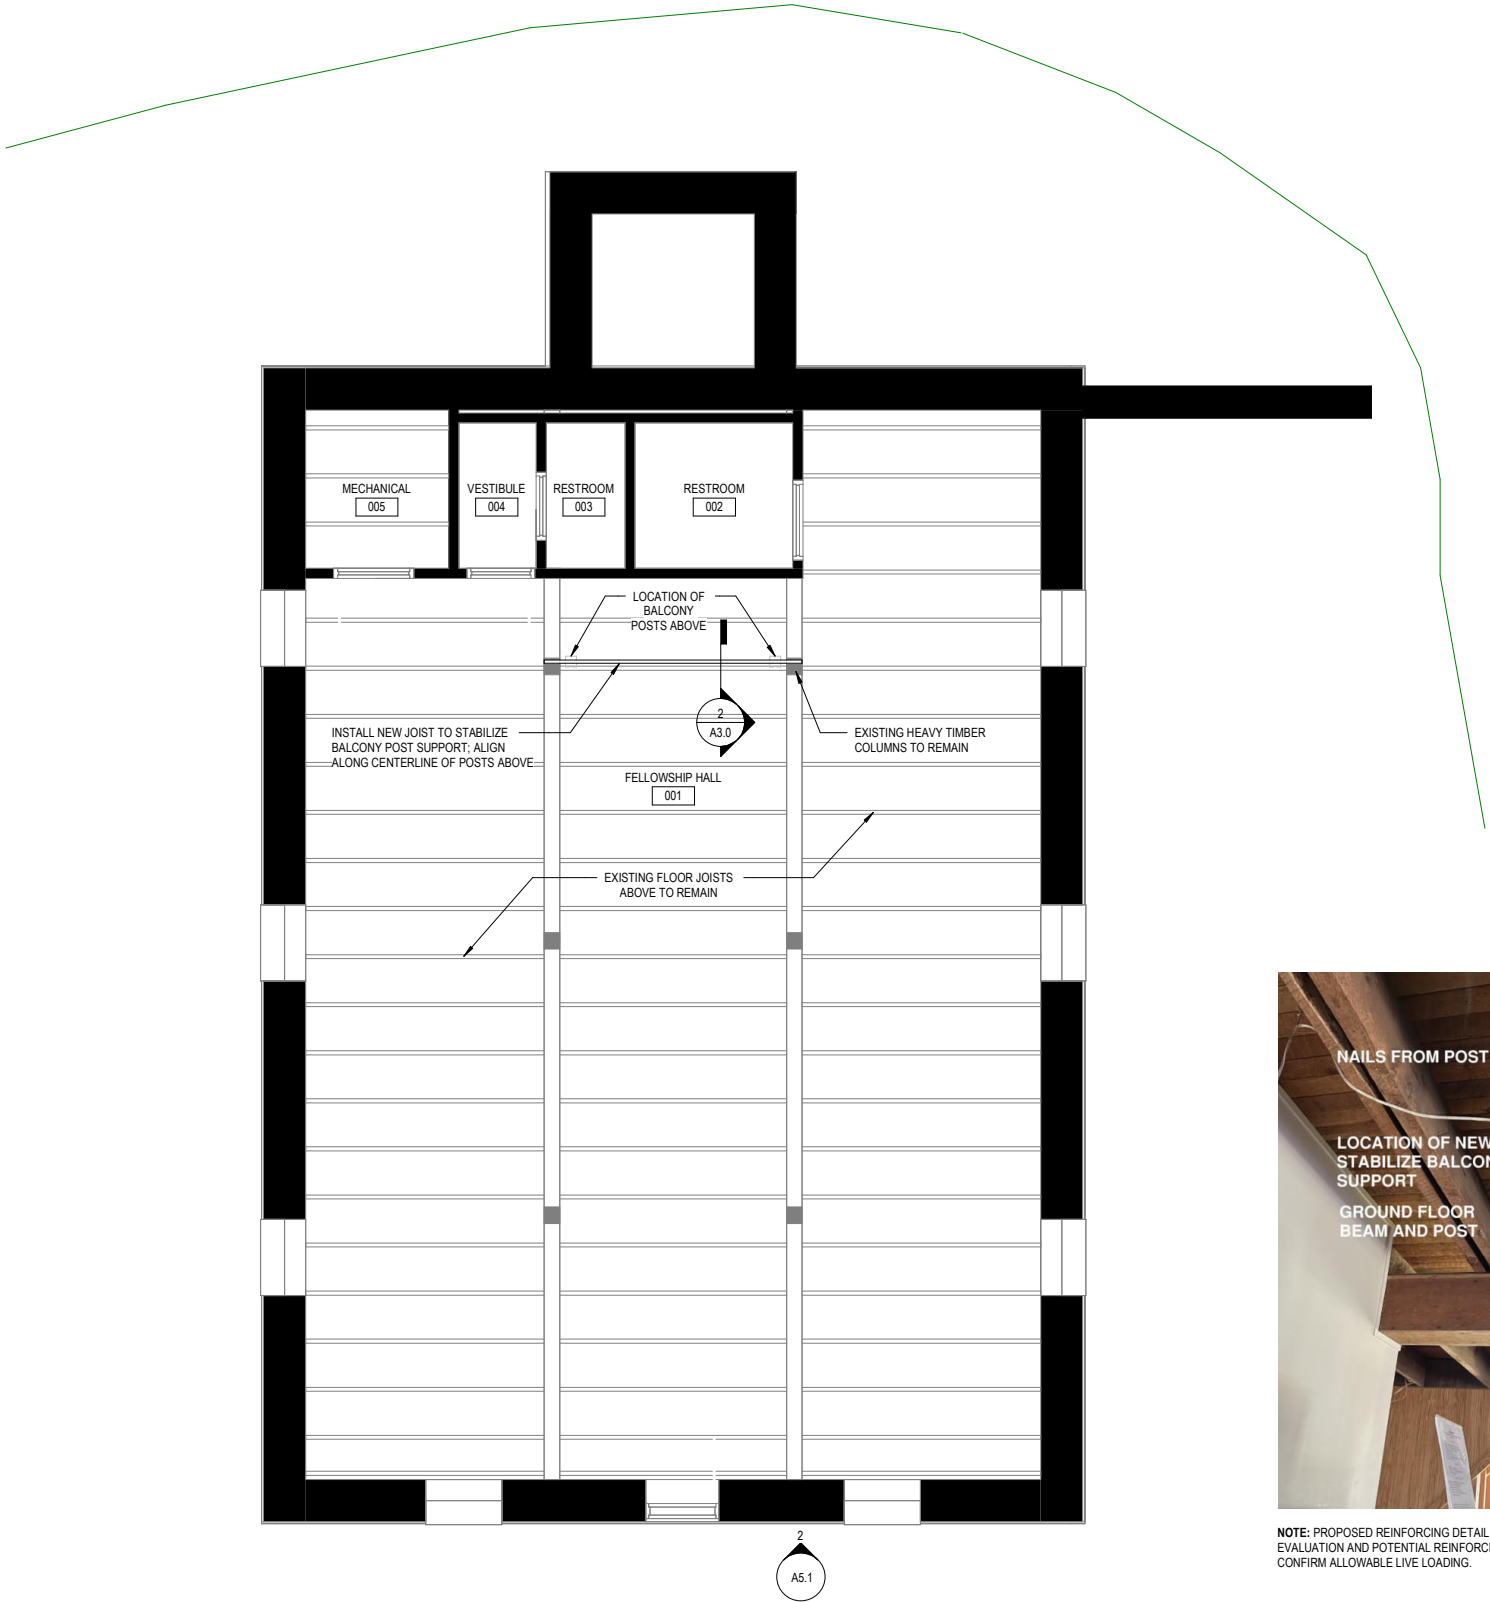 MECHANICAL
005
VESTIBULE
004
RESTROOM
003
RESTROOM
002
LOCATION OF
BALCONY
POSTS ABOVE
INSTALL NEW JOIST TO STABILIZE
BALCONY POST SUPPORT; ALIGN
ALONG CENTERLINE OF POSTS ABOVE
2
A3.0
EXISTING HEAVY TIMBER
COLUMNS TO REMAIN
FELLOWSHIP HALL
001
EXISTING FLOOR JOISTS
ABOVE TO REMAIN
NAILS FROM POST
LOCATION OF NEW
STABILIZE BALCON
SUPPORT
GROUND FLOOR
BEAM AND POST
NOTE: PROPOSED REINFORCING DETAIL
EVALUATION AND POTENTIAL REINFORC
CONFIRM ALLOWABLE LIVE LOADING.
2
A5.1